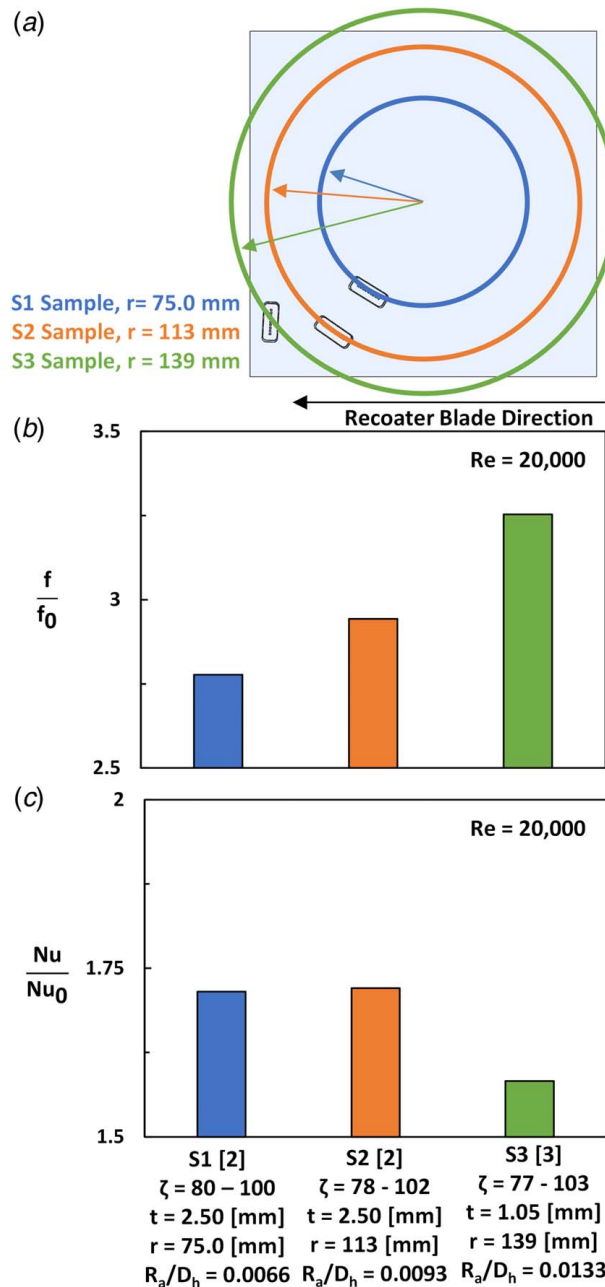 (a)
S1 Sample, r= 75.0 mm
S2 Sample, r = 113 mm
S3 Sample, r = 139 mm
Recoater Blade Direction
(b)
3.5
Re = 20,000
f
f0
3
2.5
(c)
2
Re = 20,000
Nu
Nu0
1.75
1.5
S1 [2]
ζ = 80 – 100
t = 2.50 [mm]
r = 75.0 [mm]
Ra/Dh = 0.0066
S2 [2]
ζ = 78 - 102
t = 2.50 [mm]
r = 113 [mm]
Ra/Dh = 0.0093
S3 [3]
ζ = 77 - 103
t = 1.05 [mm]
r = 139 [mm]
Ra/Dh = 0.0133